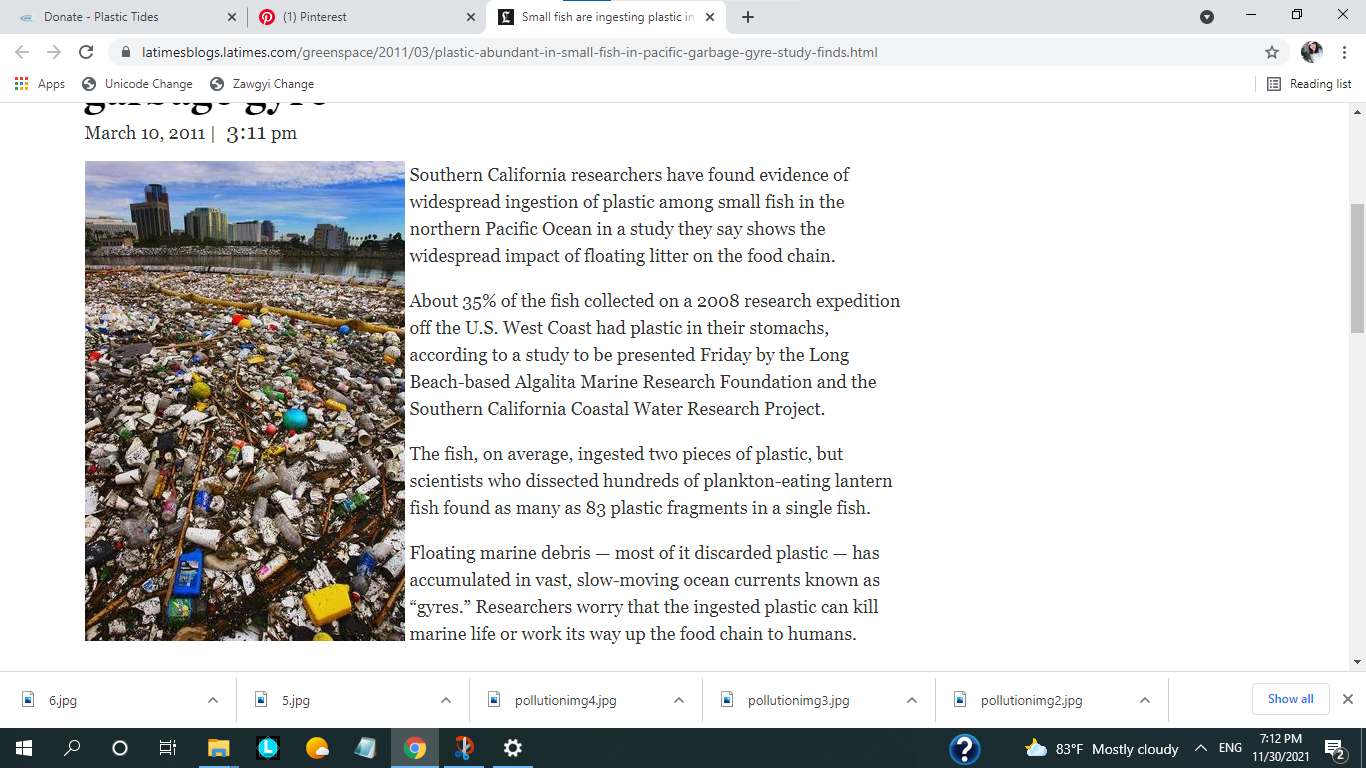 Donate - Plastic Tides
(1) Pinterest
Small fish are ingesting plastic in
latimesblogs.latimes.com/greenspace/2011/03/plastic-abundant-in-small-fish-in-pacific-garbage-gyre-study-finds.html
Apps
Unicode Change
Zawgyi Change
Reading list
garbage gyre
March 10, 2011 | 3:11 pm
Southern California researchers have found evidence of
widespread ingestion of plastic among small fish in the
northern Pacific Ocean in a study they say shows the
widespread impact of floating litter on the food chain.
About 35% of the fish collected on a 2008 research expedition
off the U.S. West Coast had plastic in their stomachs,
according to a study to be presented Friday by the Long
Beach-based Algalita Marine Research Foundation and the
Southern California Coastal Water Research Project.
The fish, on average, ingested two pieces of plastic, but
scientists who dissected hundreds of plankton-eating lantern
fish found as many as 83 plastic fragments in a single fish.
Floating marine debris — most of it discarded plastic — has
accumulated in vast, slow-moving ocean currents known as
“gyres.” Researchers worry that the ingested plastic can kill
marine life or work its way up the food chain to humans.
6.jpg
5.jpg
pollutionimg4.jpg
pollutionimg3.jpg
pollutionimg2.jpg
Show all
83°F Mostly cloudy
ENG
7:12 PM
11/30/2021
2